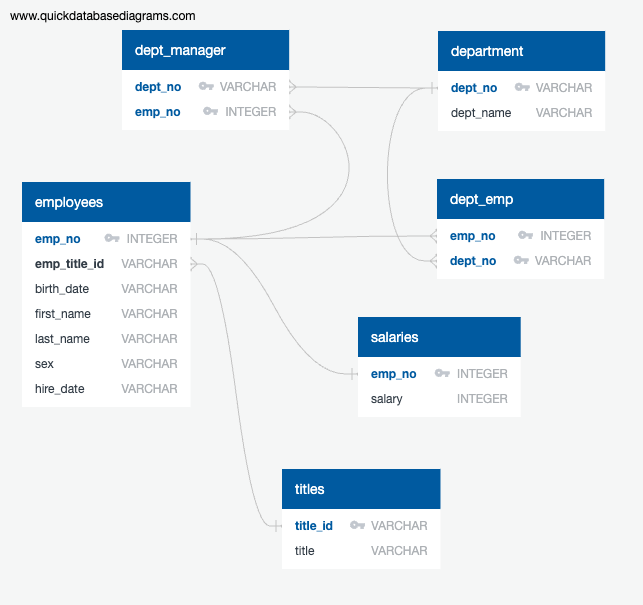 www.quickdatabasediagrams.com
dept_manager
dept_no VARCHAR
emp_no INTEGER
department
dept_no VARCHAR
dept_name VARCHAR
employees
emp_no INTEGER
emp_title_id VARCHAR
birth_date VARCHAR
first_name VARCHAR
last_name VARCHAR
sex VARCHAR
hire_date VARCHAR
dept_emp
emp_no INTEGER
dept_no VARCHAR
salaries
emp_no INTEGER
salary INTEGER
titles
title_id VARCHAR
title VARCHAR